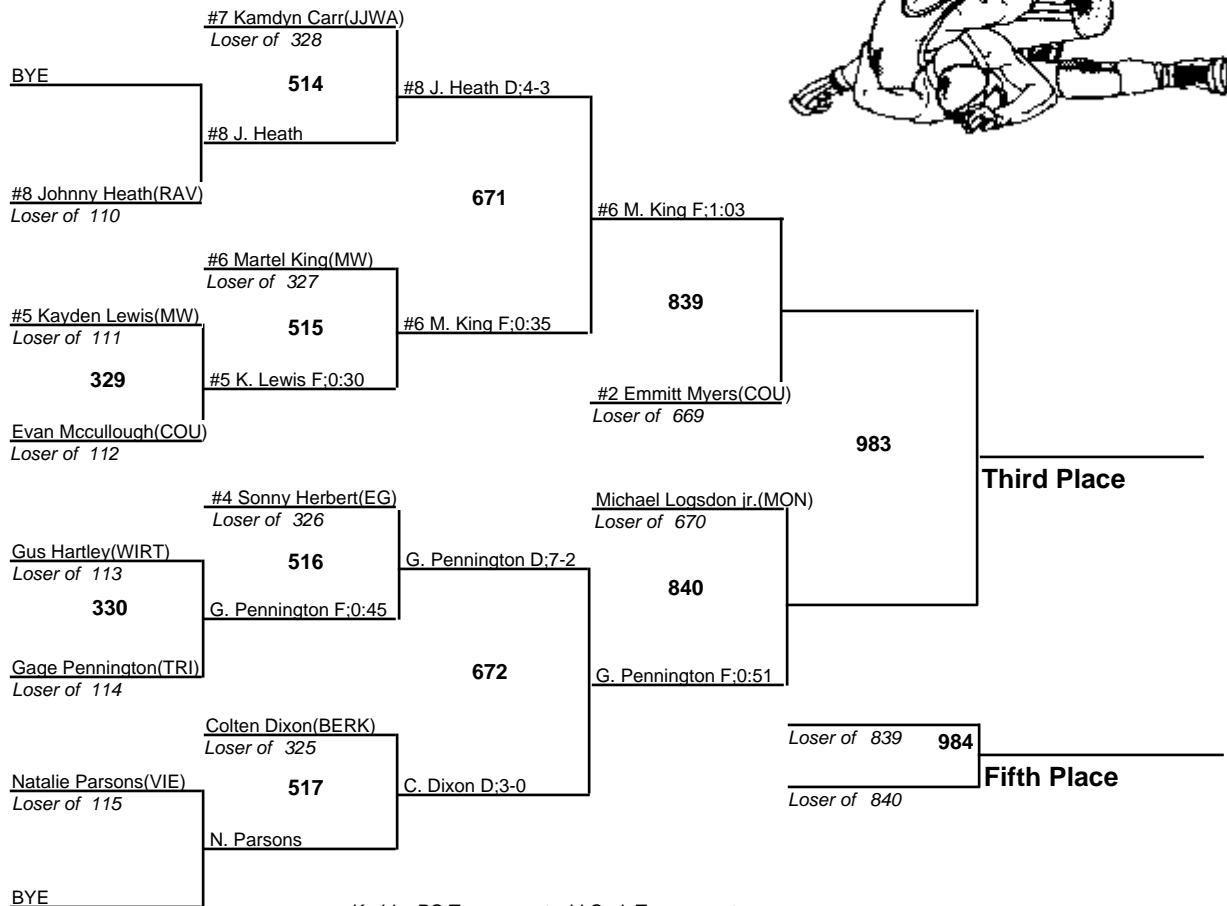 #7 Kamdyn Carr(JJWA)
Loser of 328
BYE
514
#8 J. Heath D;4-3
#8 J. Heath
#8 Johnny Heath(RAV)
Loser of 110
671
#6 M. King F;1:03
#6 Martel King(MW)
Loser of 327
839
#5 Kayden Lewis(MW)
Loser of 111
515
#6 M. King F;0:35
329
#5 K. Lewis F;0:30
#2 Emmitt Myers(COU)
Loser of 669
Evan Mccullough(COU)
Loser of 112
983
Third Place
#4 Sonny Herbert(EG)
Loser of 326
Michael Logsdon jr.(MON)
Loser of 670
Gus Hartley(WIRT)
Loser of 113
516
G. Pennington D;7-2
840
330
G. Pennington F;0:45
Gage Pennington(TRI)
Loser of 114
672
G. Pennington F;0:51
Colten Dixon(BERK)
Loser of 325
Loser of 839
984
Natalie Parsons(VIE)
Loser of 115
517
C. Dixon D;3-0
Fifth Place
Loser of 840
N. Parsons
BYE